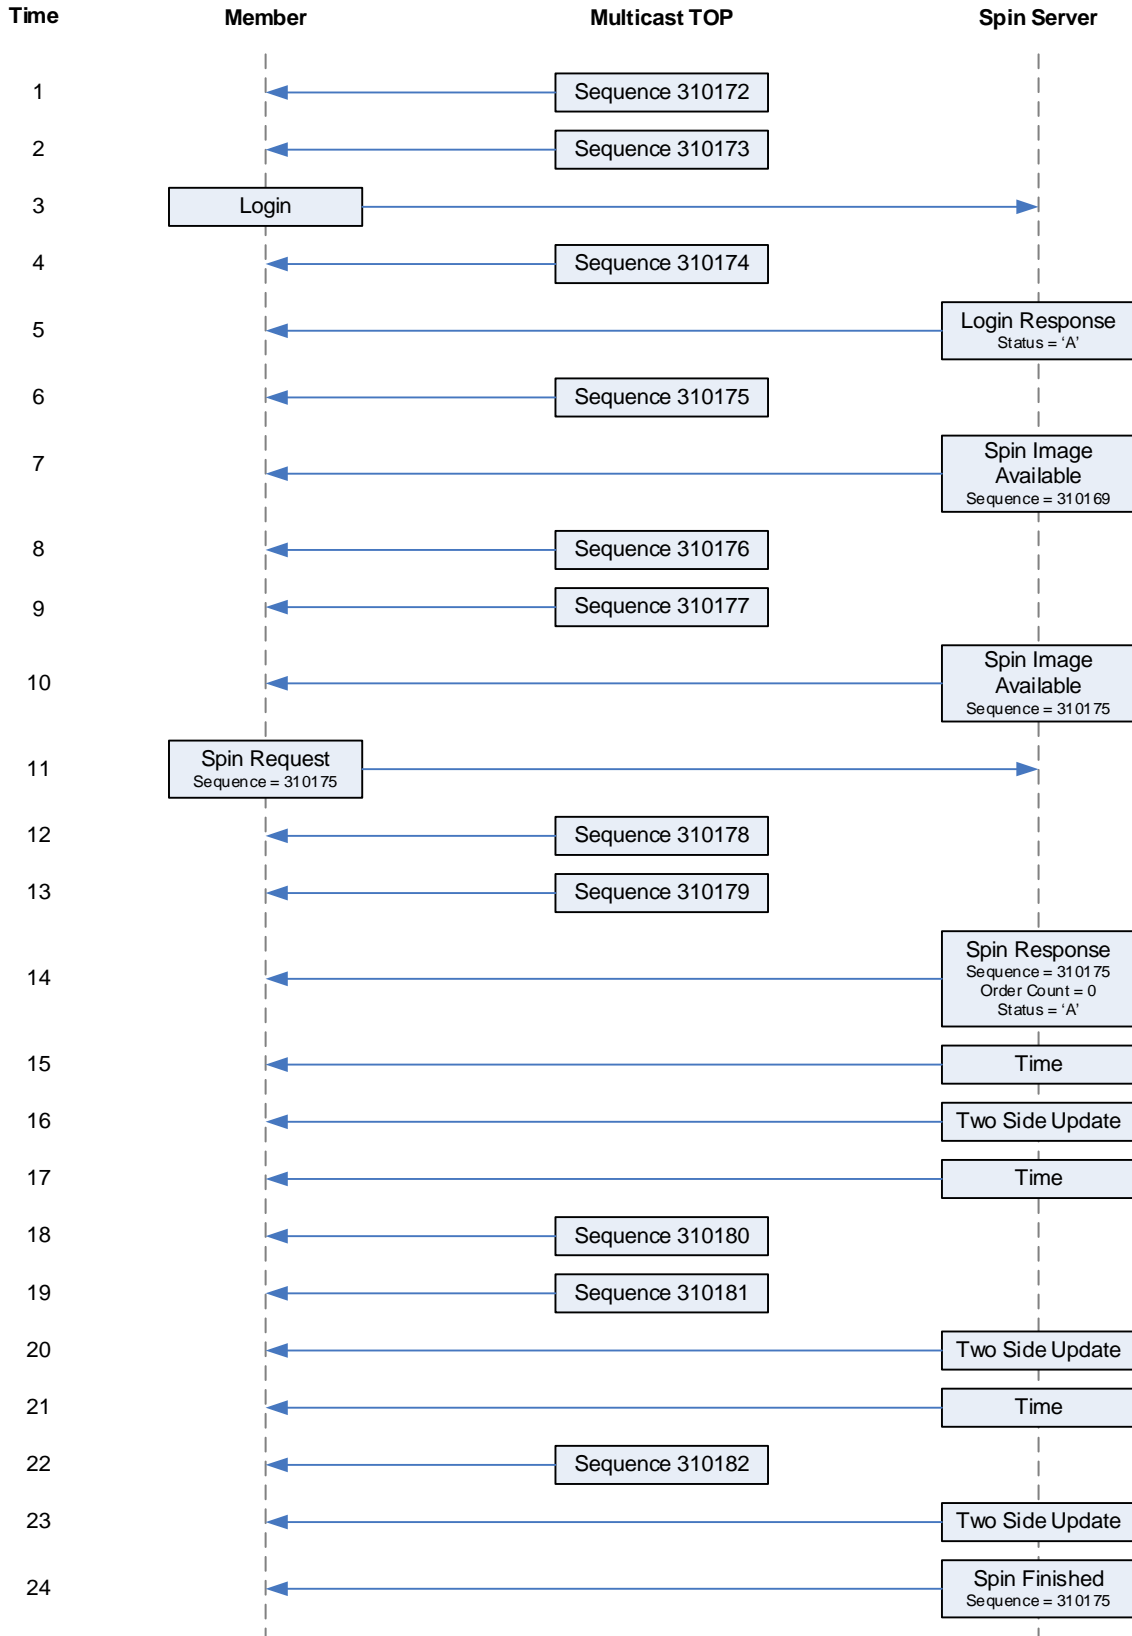 Time Member Multicast TOP Spin Server
1 Sequence 310172
2 Sequence 310173
3 Login
4 Sequence 310174
5 Login Response
Status = ‘A’
6 Sequence 310175
7 Spin Image
Available
Sequence = 310169
8 Sequence 310176
9 Sequence 310177
10 Spin Image
Available
Sequence = 310175
11 Spin Request
Sequence = 310175
12 Sequence 310178
13 Sequence 310179
14 Spin Response
Sequence = 310175
Order Count = 0
Status = ‘A’
15 Time
16 Two Side Update
17 Time
18 Sequence 310180
19 Sequence 310181
20 Two Side Update
21 Time
22 Sequence 310182
23 Two Side Update
24 Spin Finished
Sequence = 310175